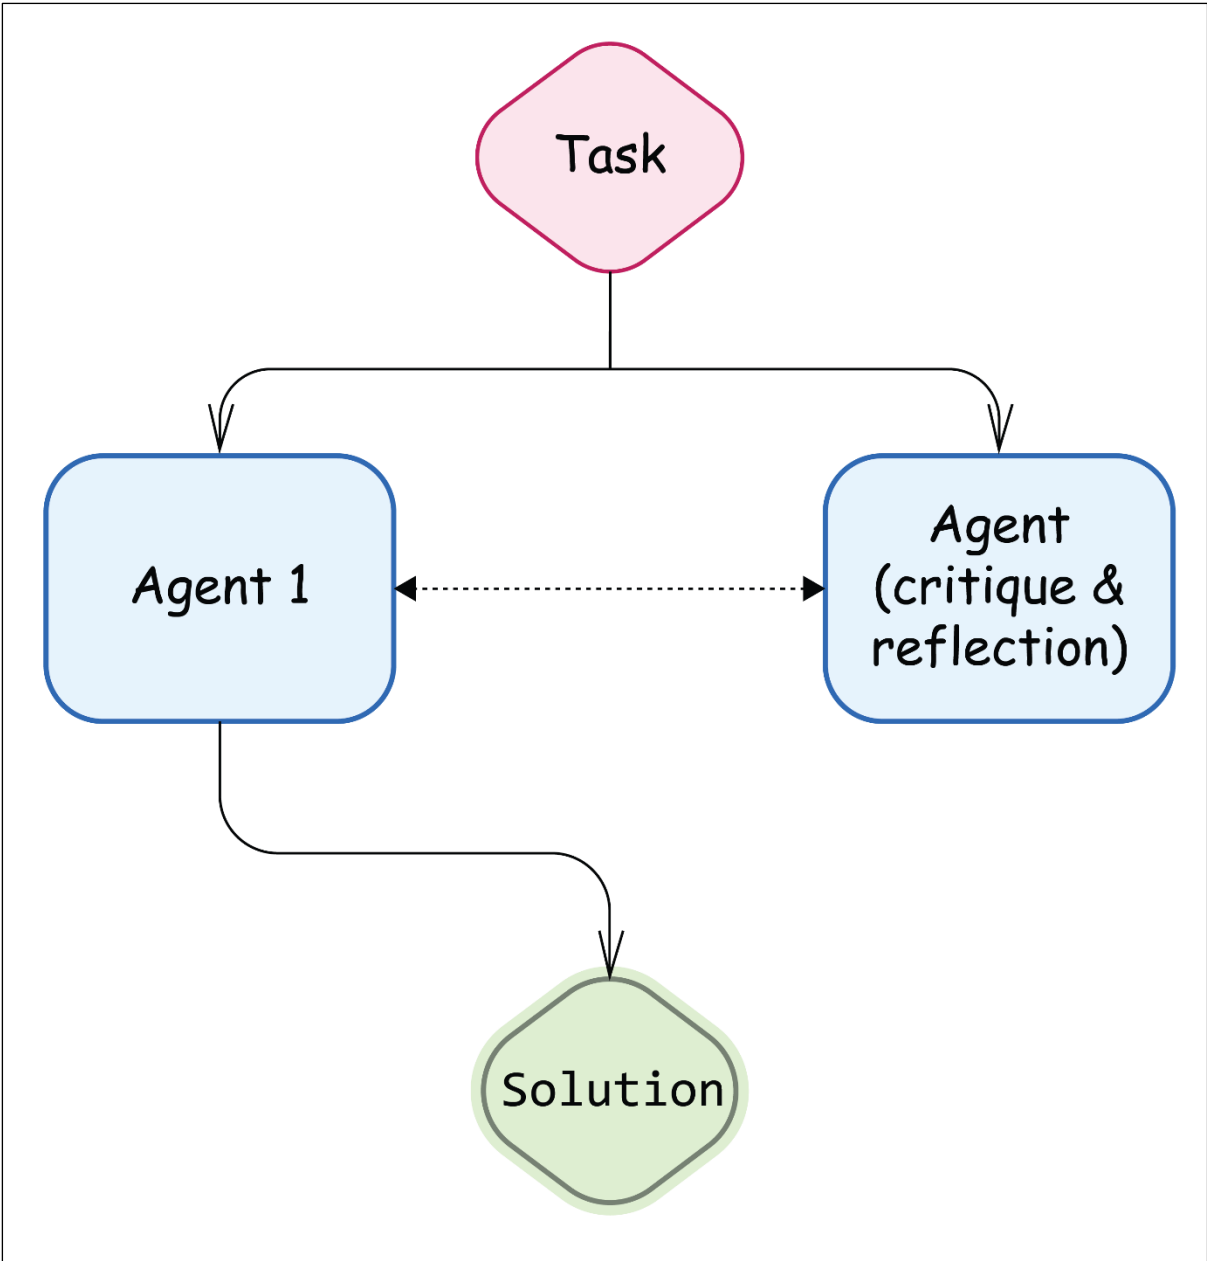 Task
Agent 1
Agent
(critique &
reflection)
Solution